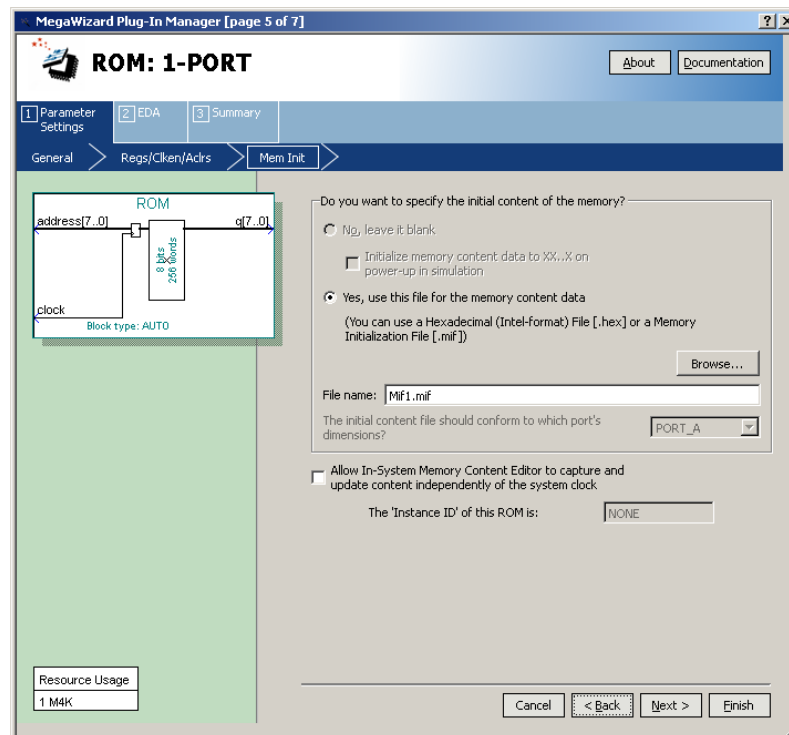 MegaWizard Plug-In Manager [page 5 of 7]
ROM: 1-PORT
About
Documentation
1 Parameter Settings
2 EDA
3 Summary
General
Regs/Clken/Aclrs
Mem Init
ROM
address[7..0]
q[7..0]
8 bits
256 words
clock
Block type: AUTO
Do you want to specify the initial content of the memory?
No, leave it blank
Initialize memory content data to XX..X on
power-up in simulation
Yes, use this file for the memory content data
(You can use a Hexadecimal (Intel-format) File [.hex] or a Memory
Initialization File [.mif])
Browse...
File name: Mif1.mif
The initial content file should conform to which port's
dimensions?
PORT_A
Allow In-System Memory Content Editor to capture and
update content independently of the system clock
The 'Instance ID' of this ROM is: NONE
Resource Usage
1 M4K
Cancel
< Back
Next >
Finish